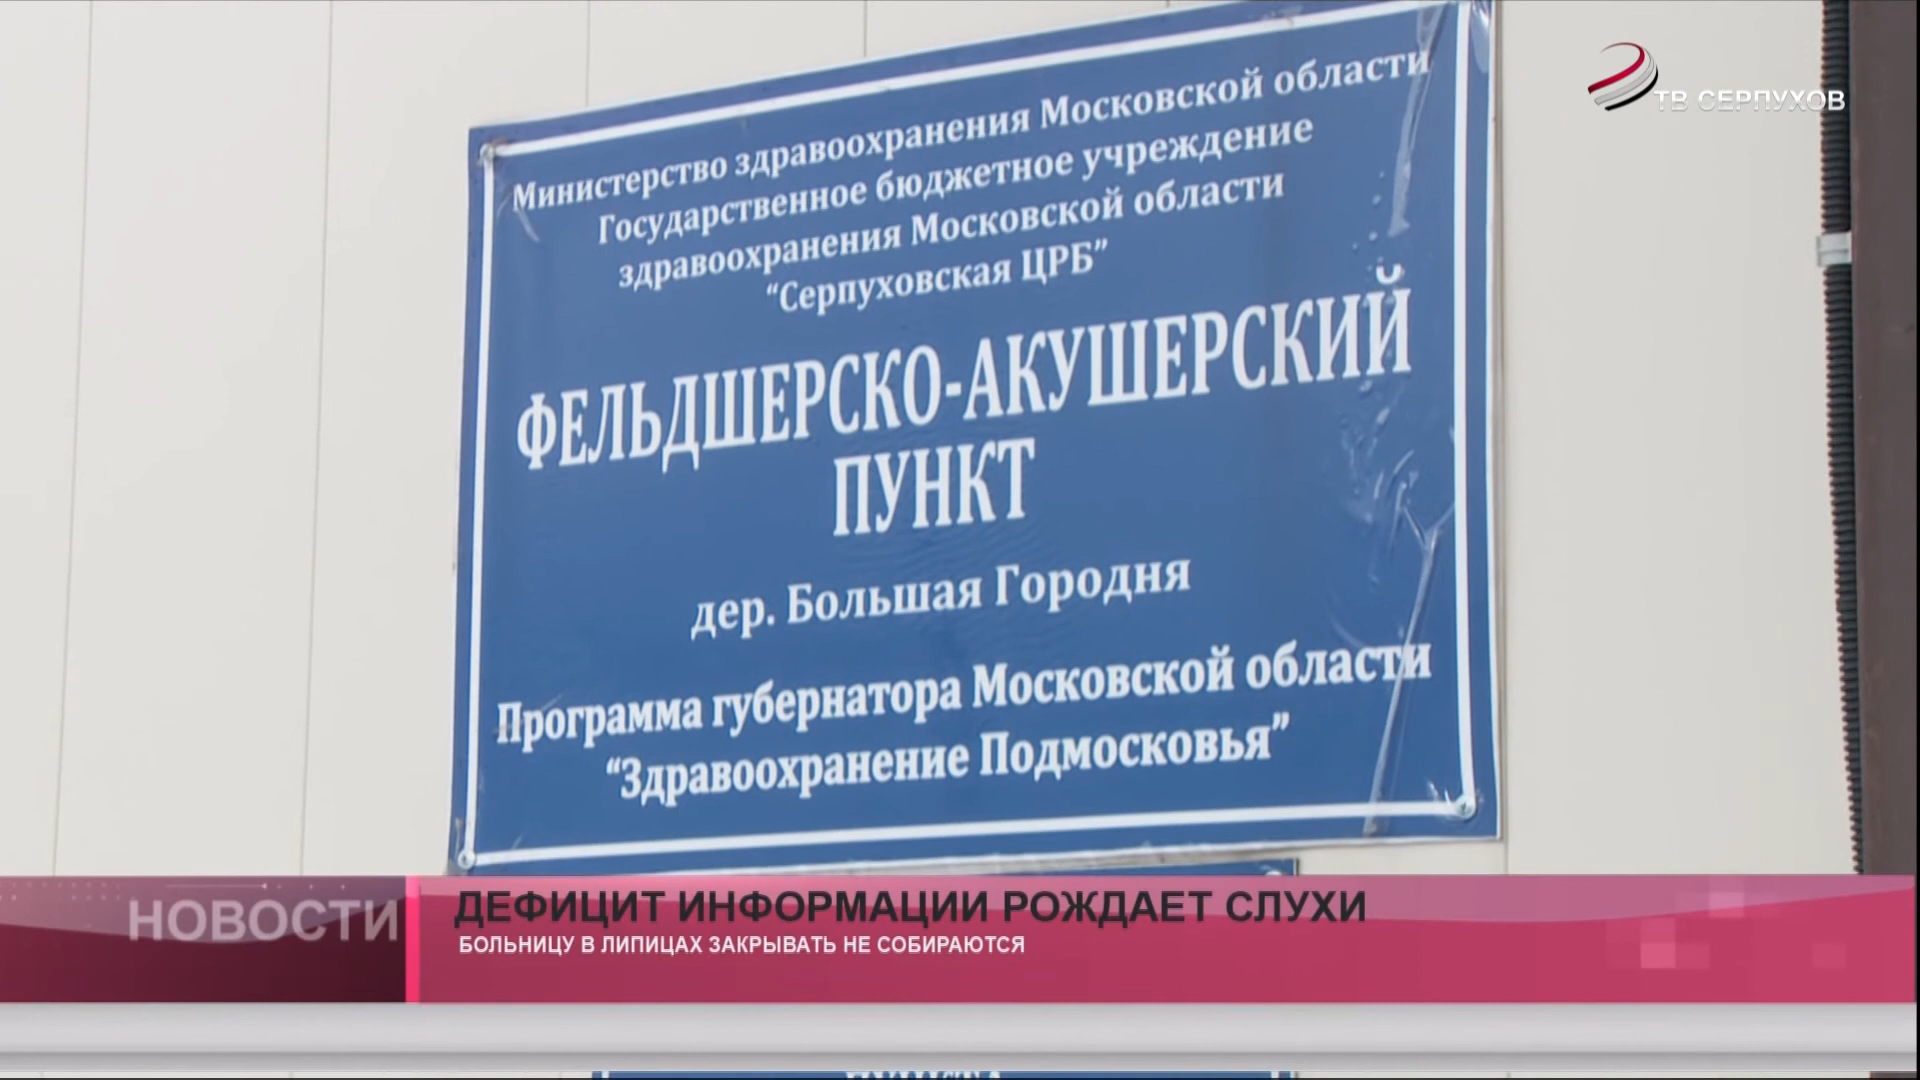 ТВ СЕРПУХОВ
Министерство здравоохранения Московской области
Государственное бюджетное учреждение
здравоохранения Московской области
“Серпуховская ЦРБ”
ФЕЛЬДШЕРСКО-АКУШЕРСКИЙ
ПУНКТ
дер. Большая Городня
Программа губернатора Московской области
“Здравоохранение Подмосковья”
НОВОСТИ
ДЕФИЦИТ ИНФОРМАЦИИ РОЖДАЕТ СЛУХИ
БОЛЬНИЦУ В ЛИПИЦАХ ЗАКРЫВАТЬ НЕ СОБИРАЮТСЯ